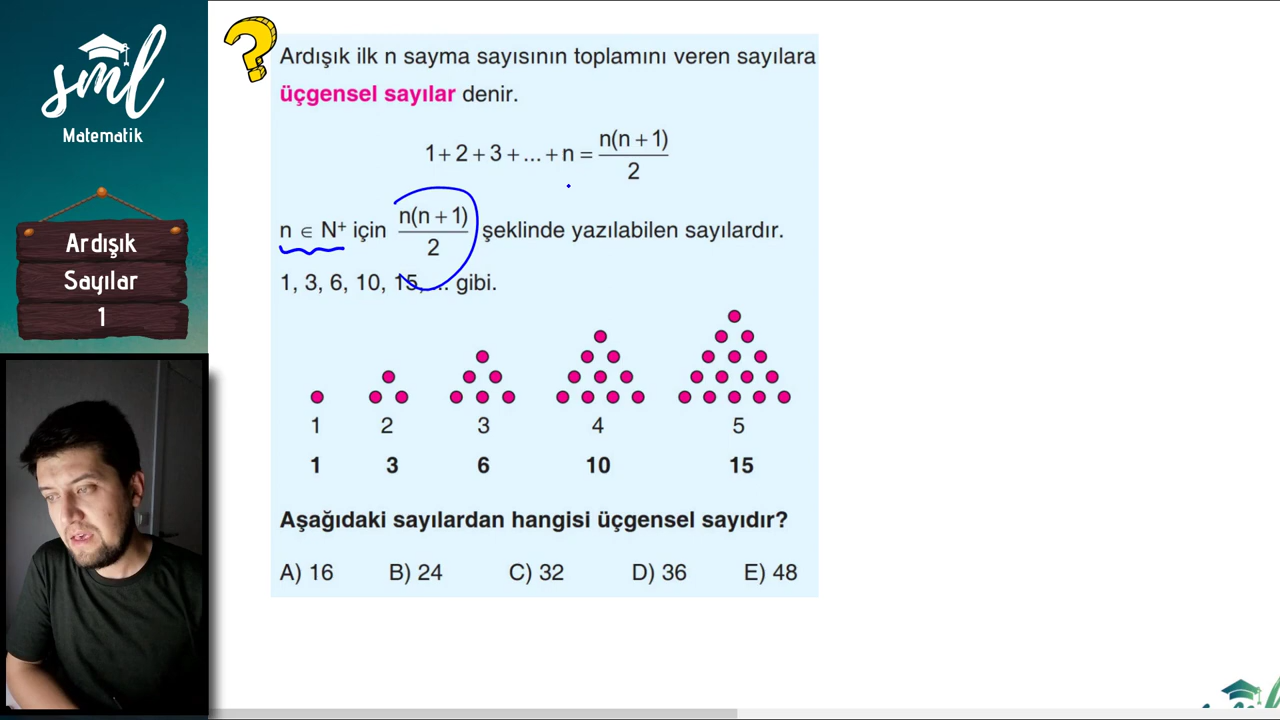 sml
Matematik
Ardışık
Sayılar
1
Ardışık ilk n sayma sayısının toplamını veren sayılara
üçgensel sayılar denir.
1+2+3+...+n = n(n+1)/2
n ∈ N⁺ için n(n+1)/2 şeklinde yazılabilen sayılardır.
1, 3, 6, 10, 15, ... gibi.
1 2 3 4 5
1 3 6 10 15
Aşağıdaki sayılardan hangisi üçgensel sayıdır?
A) 16 B) 24 C) 32 D) 36 E) 48